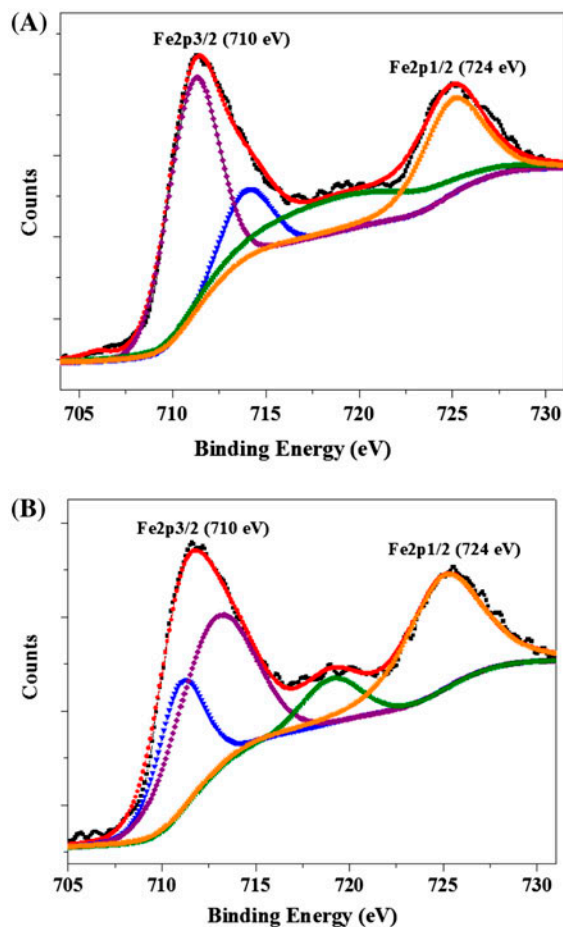 (A)
Fe2p3/2 (710 eV)
Fe2p1/2 (724 eV)
Counts
705 710 715 720 725 730
Binding Energy (eV)
(B)
Fe2p3/2 (710 eV)
Fe2p1/2 (724 eV)
Counts
705 710 715 720 725 730
Binding Energy (eV)